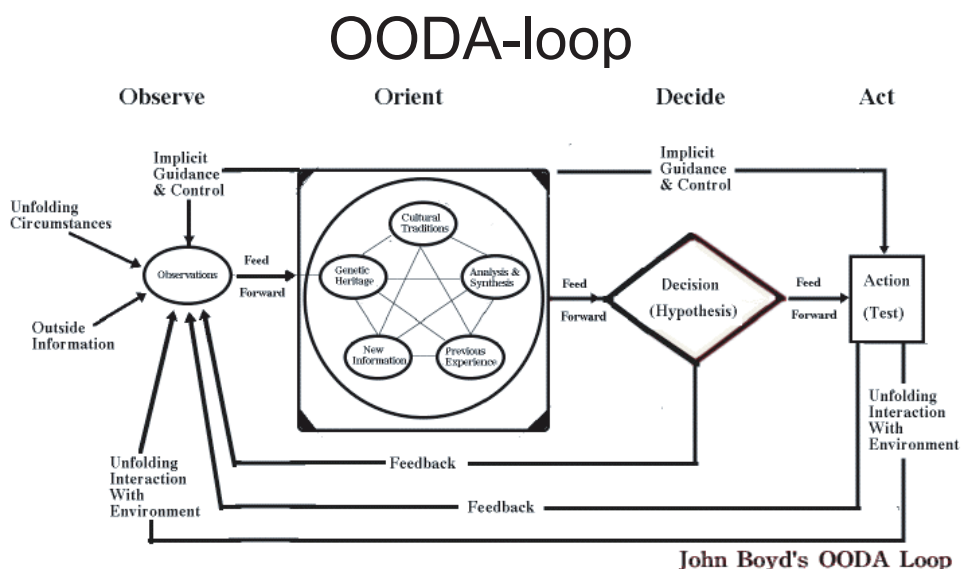 OODA-loop
Observe
Orient
Decide
Act
Implicit
Guidance
& Control
Unfolding
Circumstances
Observations
Outside
Information
Feed
Forward
Cultural
Traditions
Genetic
Heritage
Analysis &
Synthesis
New
Information
Previous
Experience
Feed
Forward
Implicit
Guidance
& Control
Decision
(Hypothesis)
Feed
Forward
Action
(Test)
Unfolding
Interaction
With
Environment
Feedback
Unfolding
Interaction
With
Environment
Feedback
John Boyd's OODA Loop